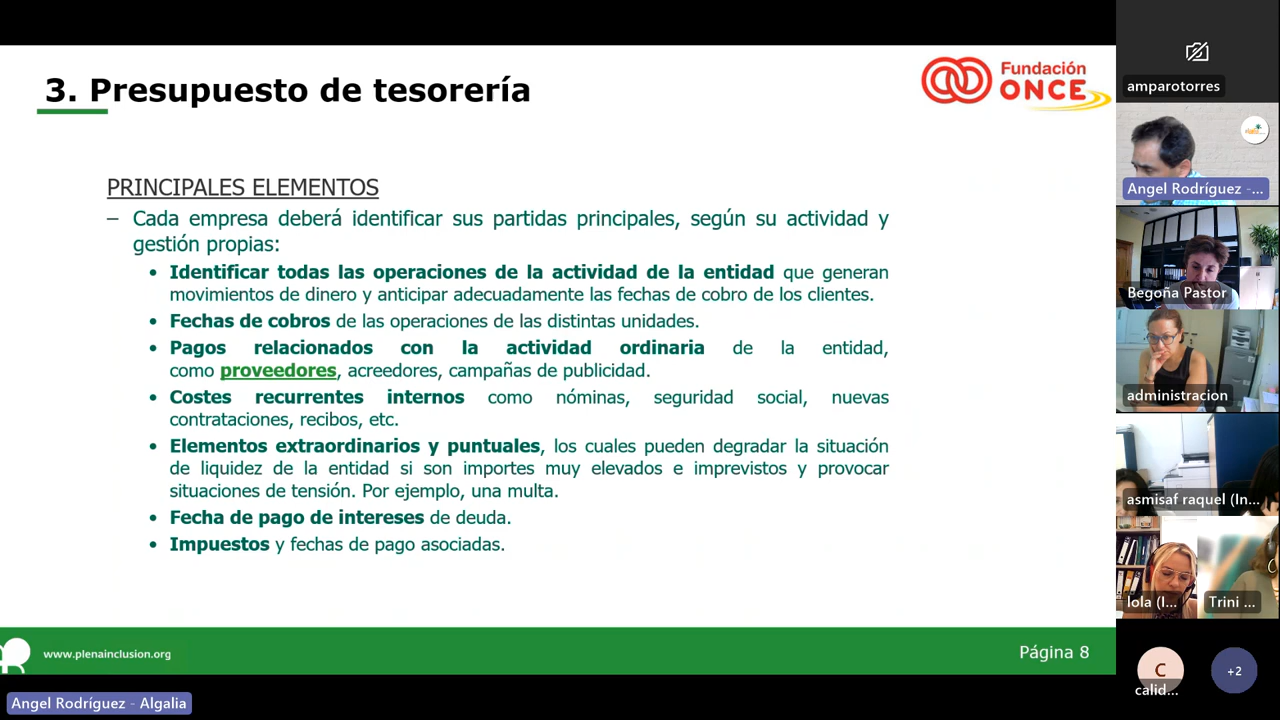 3. Presupuesto de tesorería
Fundación
ONCE
PRINCIPALES ELEMENTOS
– Cada empresa deberá identificar sus partidas principales, según su actividad y
gestión propias:
• Identificar todas las operaciones de la actividad de la entidad que generan
movimientos de dinero y anticipar adecuadamente las fechas de cobro de los clientes.
• Fechas de cobros de las operaciones de las distintas unidades.
• Pagos relacionados con la actividad ordinaria de la entidad,
como proveedores, acreedores, campañas de publicidad.
• Costes recurrentes internos como nóminas, seguridad social, nuevas
contrataciones, recibos, etc.
• Elementos extraordinarios y puntuales, los cuales pueden degradar la situación
de liquidez de la entidad si son importes muy elevados e imprevistos y provocar
situaciones de tensión. Por ejemplo, una multa.
• Fecha de pago de intereses de deuda.
• Impuestos y fechas de pago asociadas.
www.plenainclusion.org
Página 8
Angel Rodríguez - Algalia
amparotorres
Angel Rodríguez -...
Begoña Pastor
administracion
asmisaf raquel (In...
lola (I...
Trini ...
C
calid...
+2